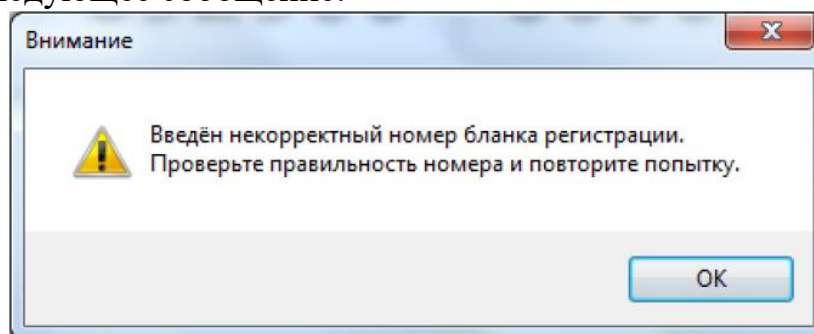 Внимание
Введён некорректный номер бланка регистрации.
Проверьте правильность номера и повторите попытку.
OK